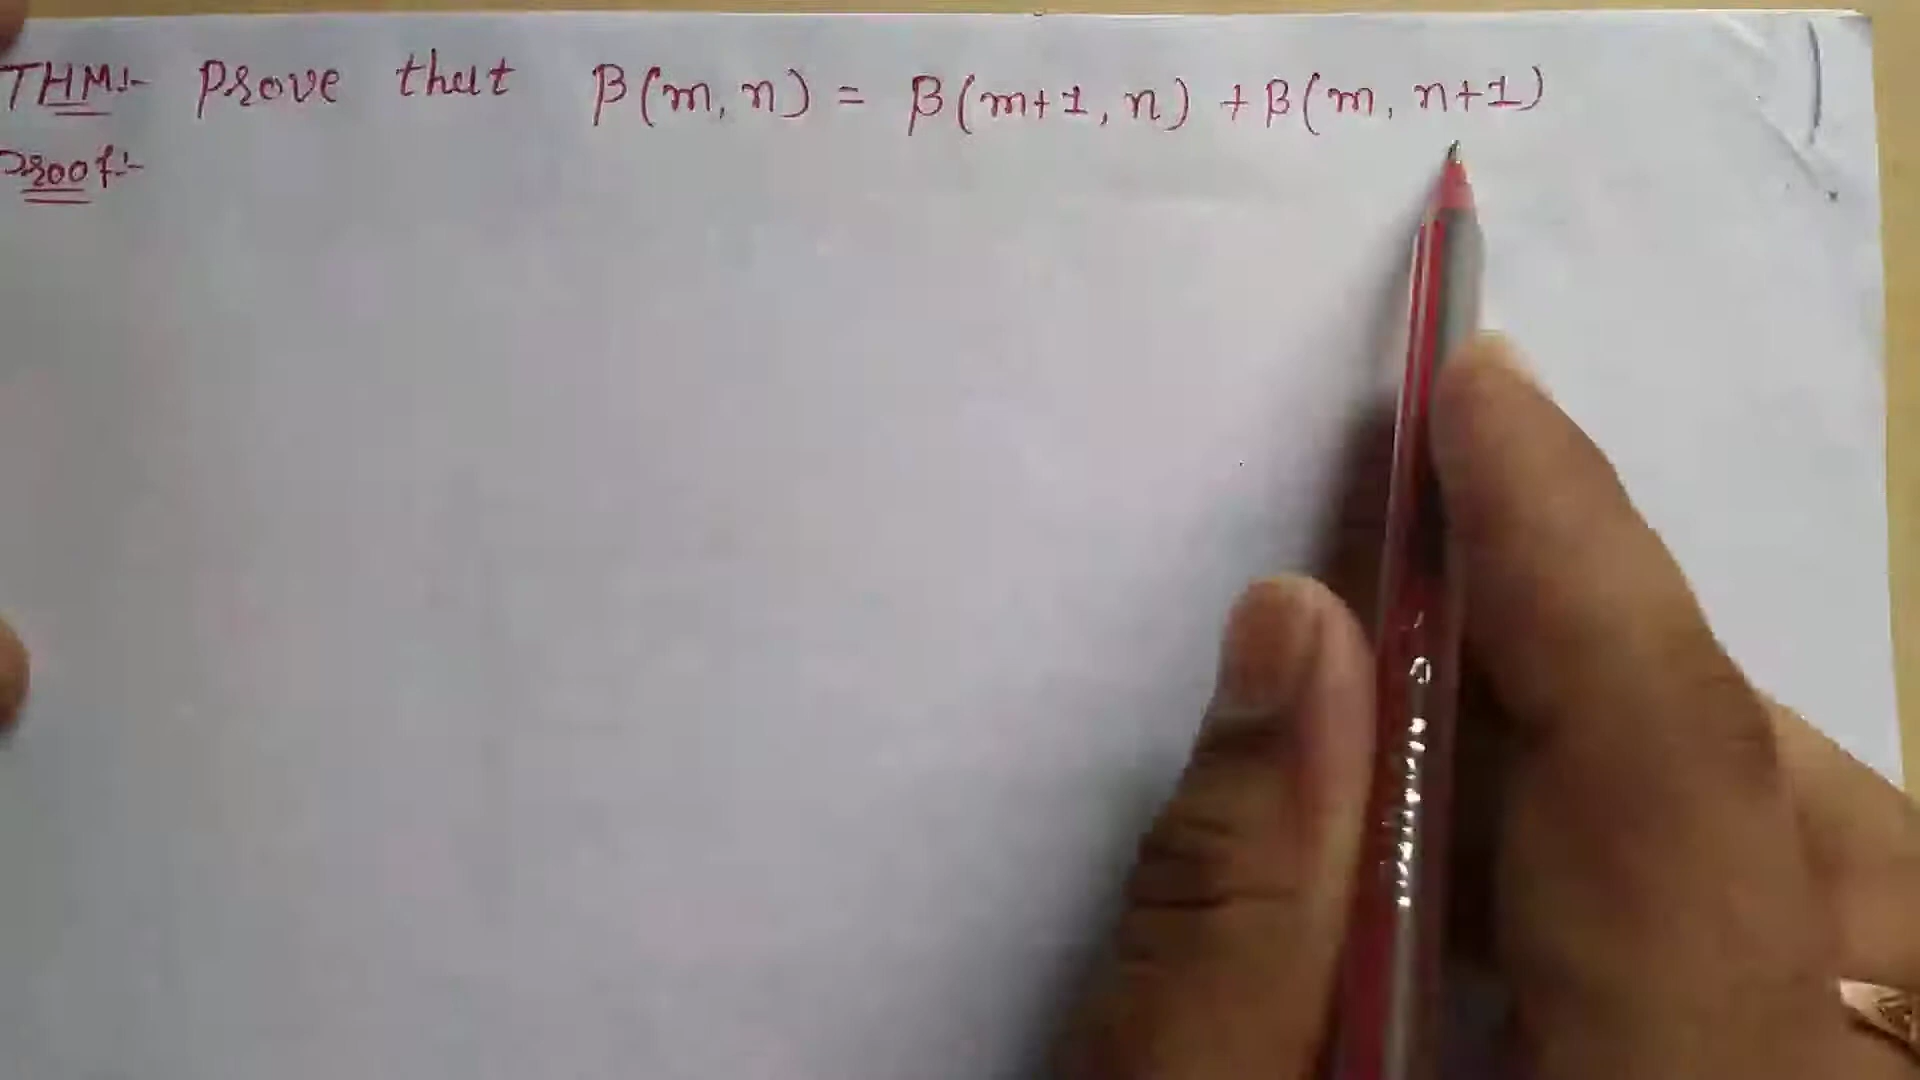 THM:- Prove that β(m, n) = β(m+1, n) + β(m, n+1)
Proof:-